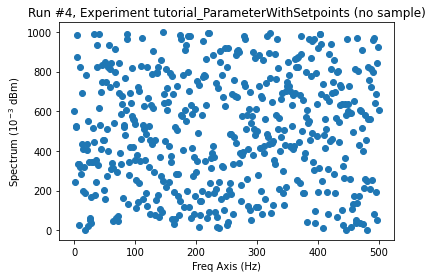 Run #4, Experiment tutorial_ParameterWithSetpoints (no sample)
1000
800
600
400
200
0
Spectrum (10⁻³ dBm)
0 100 200 300 400 500
Freq Axis (Hz)